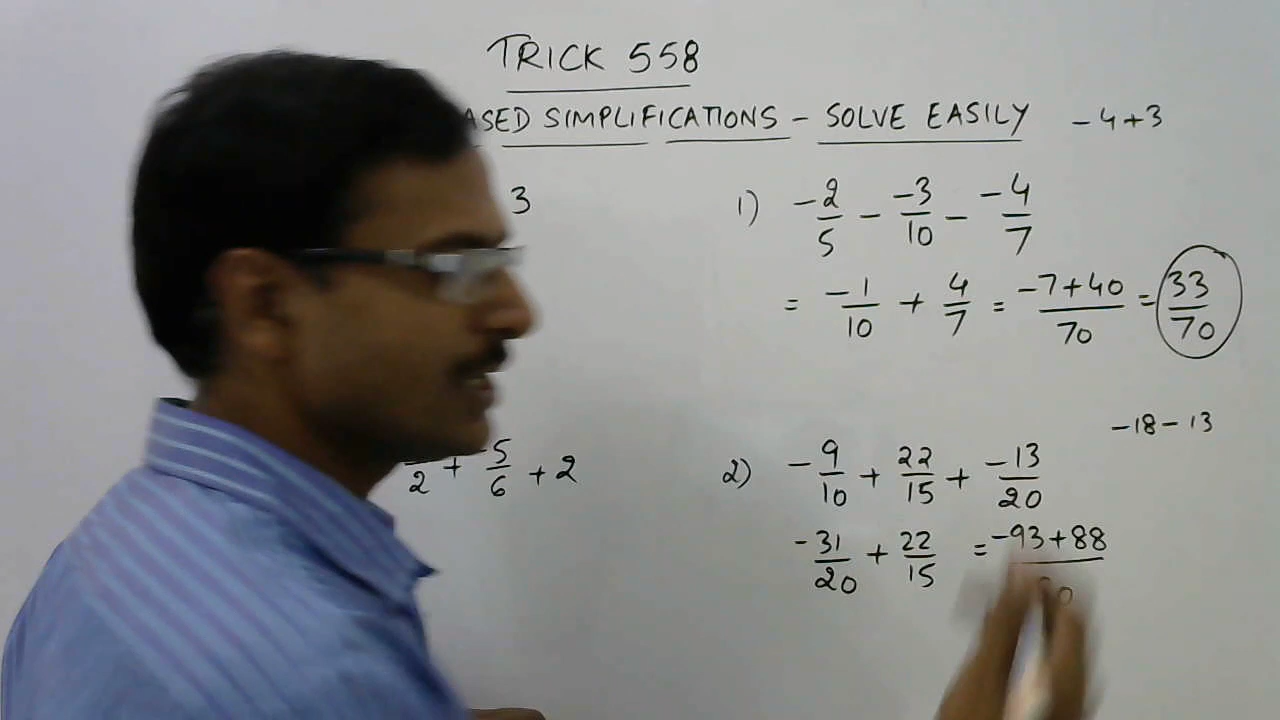 TRICK 558
ASED SIMPLIFICATIONS - SOLVE EASILY -4+3
3
1) -2/5 - -3/10 - -4/7
= -1/10 + 4/7 = -7+40/70 = 33/70
-18-13
2 + -5/6 + 2
2) -9/10 + 22/15 + -13/20
-31/20 + 22/15 = -93+88